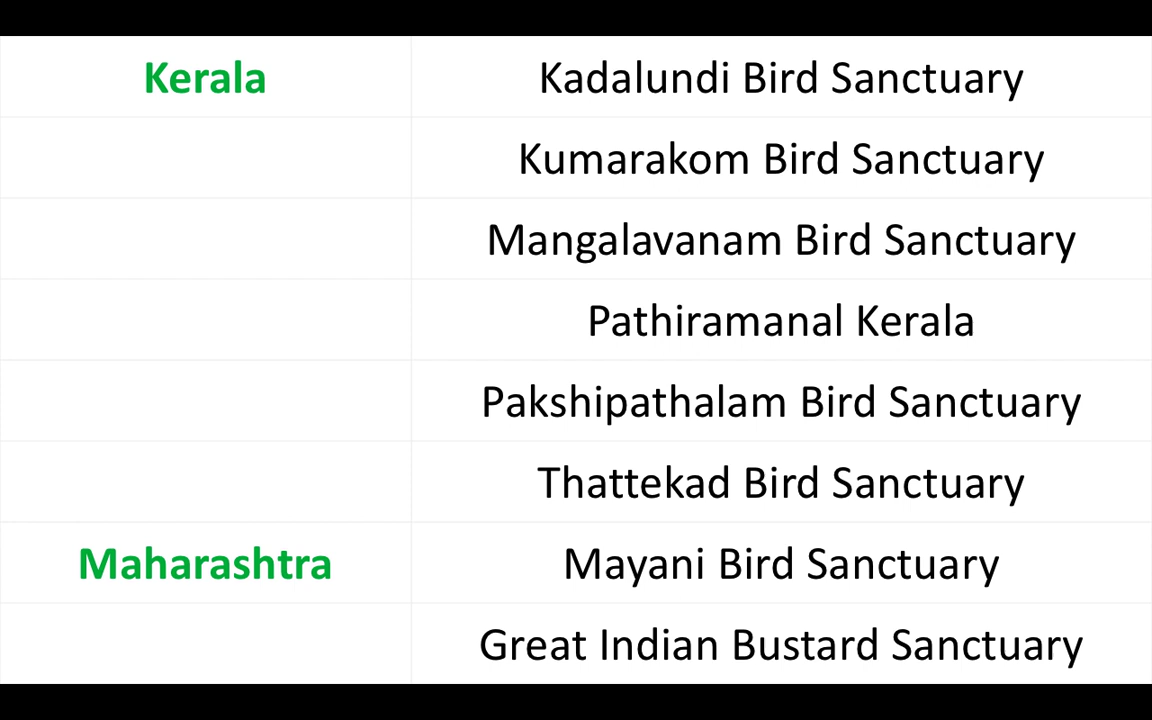 Kerala Kadalundi Bird Sanctuary
Kumarakom Bird Sanctuary
Mangalavanam Bird Sanctuary
Pathiramanal Kerala
Pakshipathalam Bird Sanctuary
Thattekad Bird Sanctuary
Maharashtra Mayani Bird Sanctuary
Great Indian Bustard Sanctuary